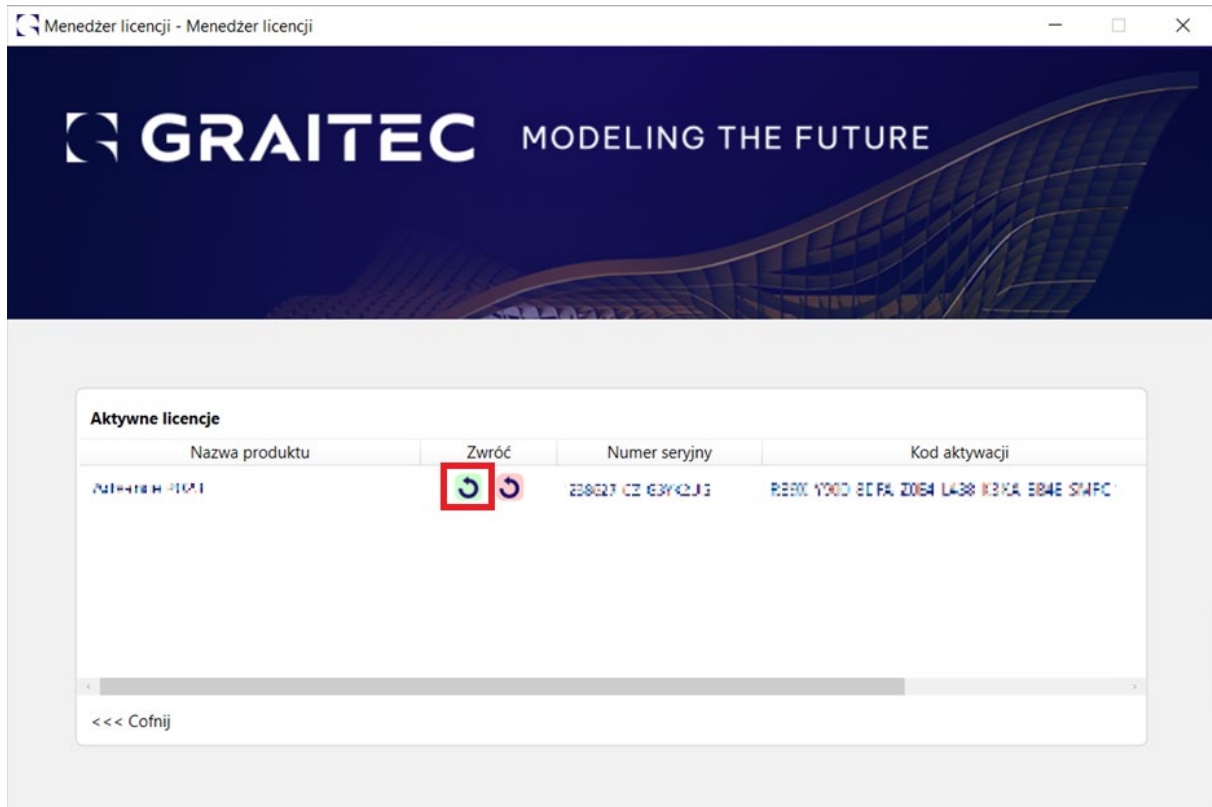 Menedżer licencji - Menedżer licencji
GRAITEC MODELING THE FUTURE
Aktywne licencje
Nazwa produktu Zwróć Numer seryjny Kod aktywacji
<<< Cofnij